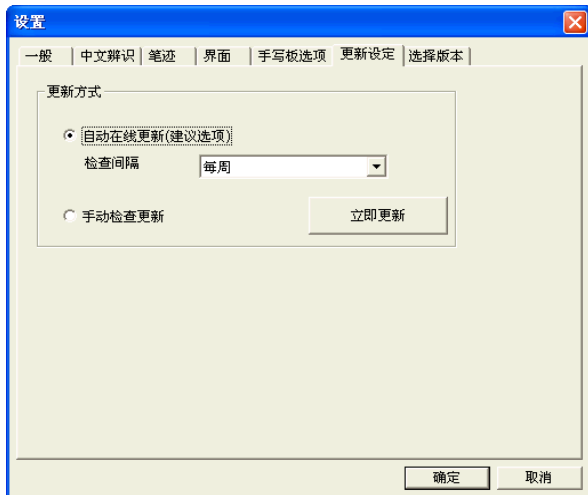 设置
一般 中文辨识 笔迹 界面 手写板选项 更新设定 选择版本
更新方式
自动在线更新(建议选项)
检查间隔 每周
手动检查更新 立即更新
确定 取消